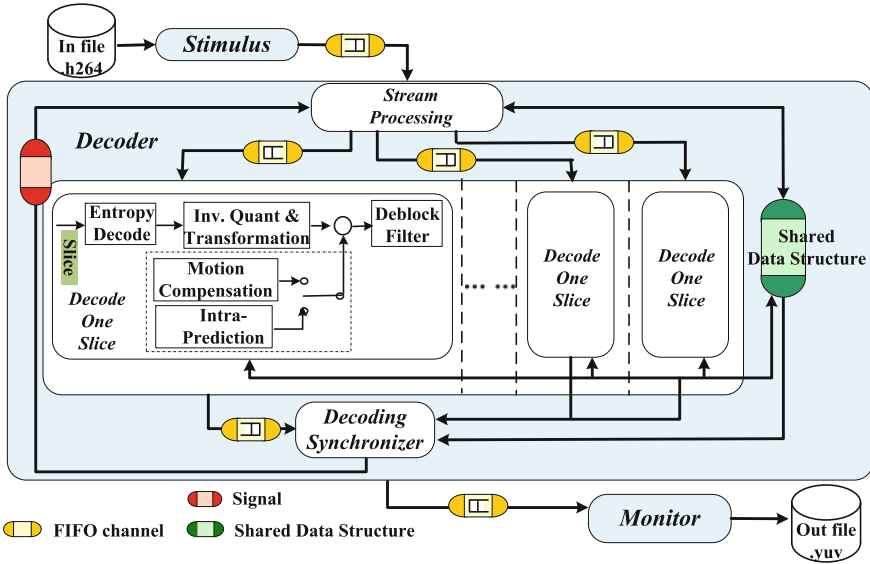 In file
.h264
Stimulus
Stream
Processing
Decoder
Entropy
Decode
Inv. Quant &
Transformation
Deblock
Filter
Slice
Motion
Compensation
Intra-
Prediction
Decode
One
Slice
... ...
Decode
One
Slice
Decode
One
Slice
Shared
Data Structure
Decoding
Synchronizer
Signal
FIFO channel
Shared Data Structure
Monitor
Out file
.yuv